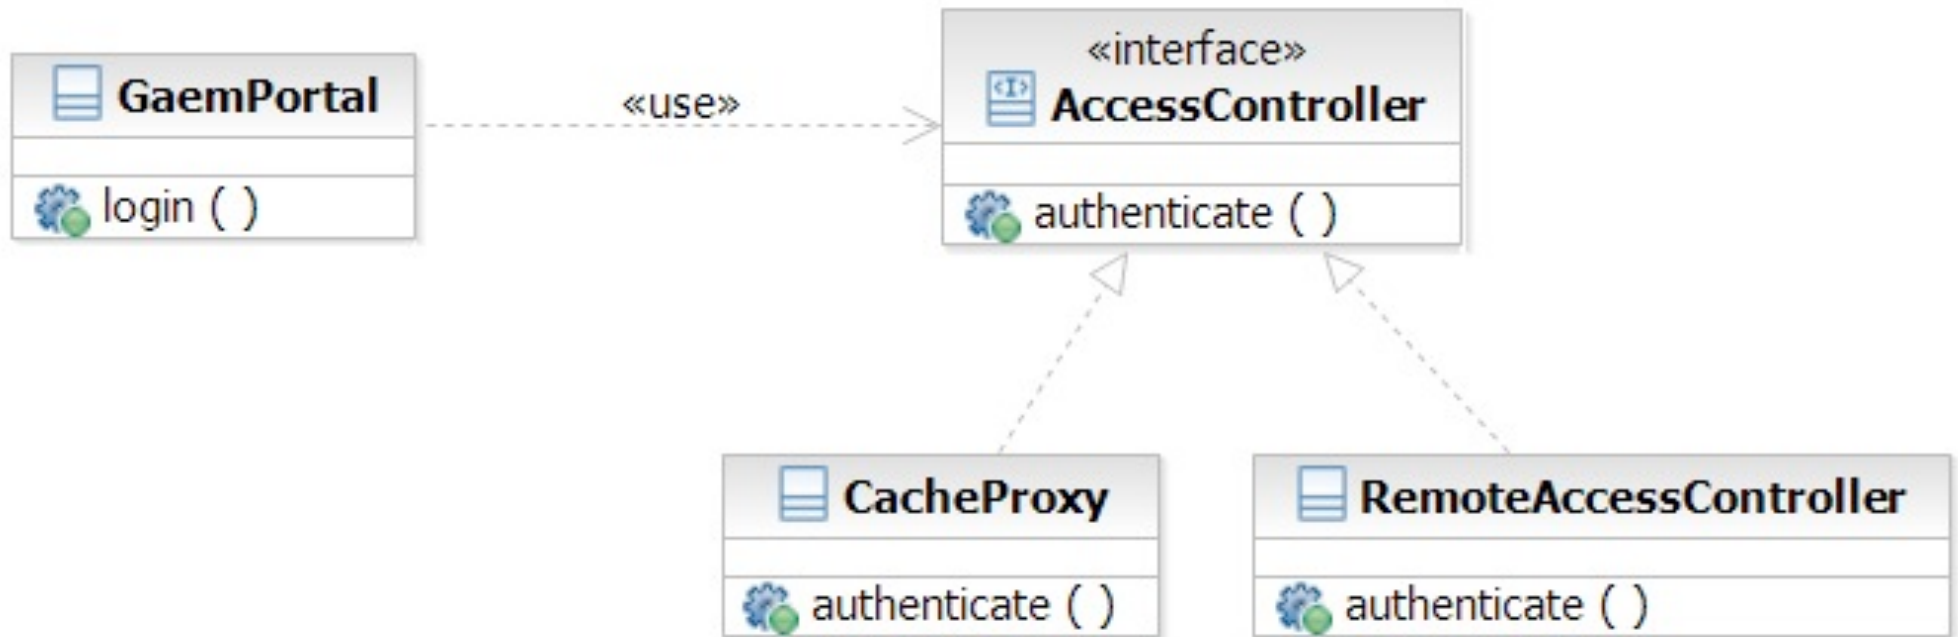 GaemPortal
login ( )
«use»
«interface»
<I>
AccessController
authenticate ( )
CacheProxy
authenticate ( )
RemoteAccessController
authenticate ( )